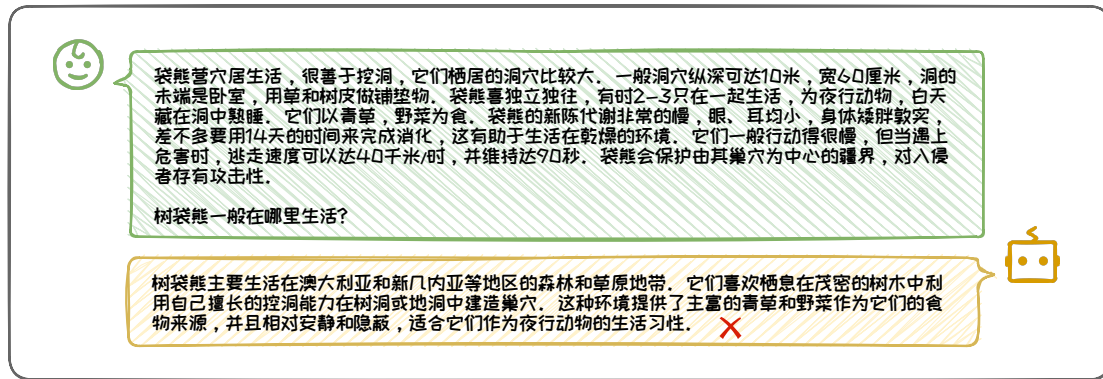 袋熊营穴居生活，很善于挖洞，它们栖居的洞穴比较大．一般洞穴纵深可达10米，宽60厘米，洞的
末端是卧室，用草和树皮做铺垫物．袋熊喜独立独往，有时2-3只在一起生活，为夜行动物，白天
藏在洞中熟睡．它们以青草，野菜为食．袋熊的新陈代谢非常的慢，眼、耳均小，身体矮胖敦实，
差不多要用14天的时间来完成消化，这有助于生活在乾燥的环境．它们一般行动得很慢，但当遇上
危害时，逃走速度可以达40千米/时，并维持达90秒．袋熊会保护由其巢穴为中心的疆界，对入侵
者存有攻击性．
树袋熊一般在哪里生活?
树袋熊主要生活在澳大利亚和新几内亚等地区的森林和草原地带．它们喜欢栖息在茂密的树木中利
用自己擅长的挖洞能力在树洞或地洞中建造巢穴．这种环境提供了丰富的青草和野菜作为它们的食
物来源，并且相对安静和隐蔽，适合它们作为夜行动物的生活习性．